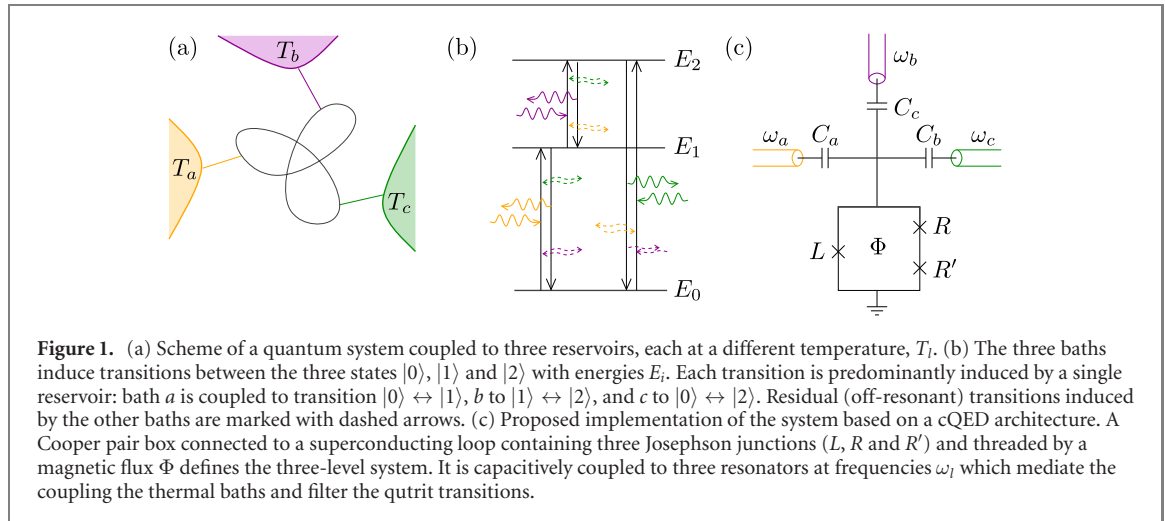 (a)
T_b
T_a
T_c
(b)
E_2
E_1
E_0
(c)
ω_b
C_c
ω_a
C_a
C_b
ω_c
L
Φ
R
R′
Figure 1. (a) Scheme of a quantum system coupled to three reservoirs, each at a different temperature, T_l. (b) The three baths
induce transitions between the three states |0⟩, |1⟩ and |2⟩ with energies E_i. Each transition is predominantly induced by a single
reservoir: bath a is coupled to transition |0⟩ ↔ |1⟩, b to |1⟩ ↔ |2⟩, and c to |0⟩ ↔ |2⟩. Residual (off-resonant) transitions induced
by the other baths are marked with dashed arrows. (c) Proposed implementation of the system based on a cQED architecture. A
Cooper pair box connected to a superconducting loop containing three Josephson junctions (L, R and R′) and threaded by a
magnetic flux Φ defines the three-level system. It is capacitively coupled to three resonators at frequencies ω_l which mediate the
coupling the thermal baths and filter the qutrit transitions.